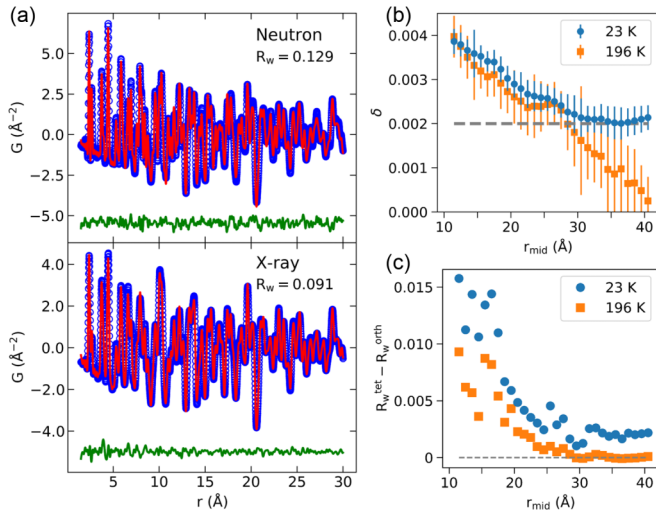 (a)
Neutron
R_w = 0.129
G (Å⁻²)
5.0
2.5
0.0
−2.5
−5.0
X-ray
R_w = 0.091
G (Å⁻²)
4.0
2.0
0.0
−2.0
−4.0
5 10 15 20 25 30
r (Å)
(b)
23 K
196 K
δ
0.004
0.003
0.002
0.001
0.000
10 20 30 40
r_mid (Å)
(c)
23 K
196 K
R_w^tet − R_w^orth
0.015
0.010
0.005
0.000
10 20 30 40
r_mid (Å)